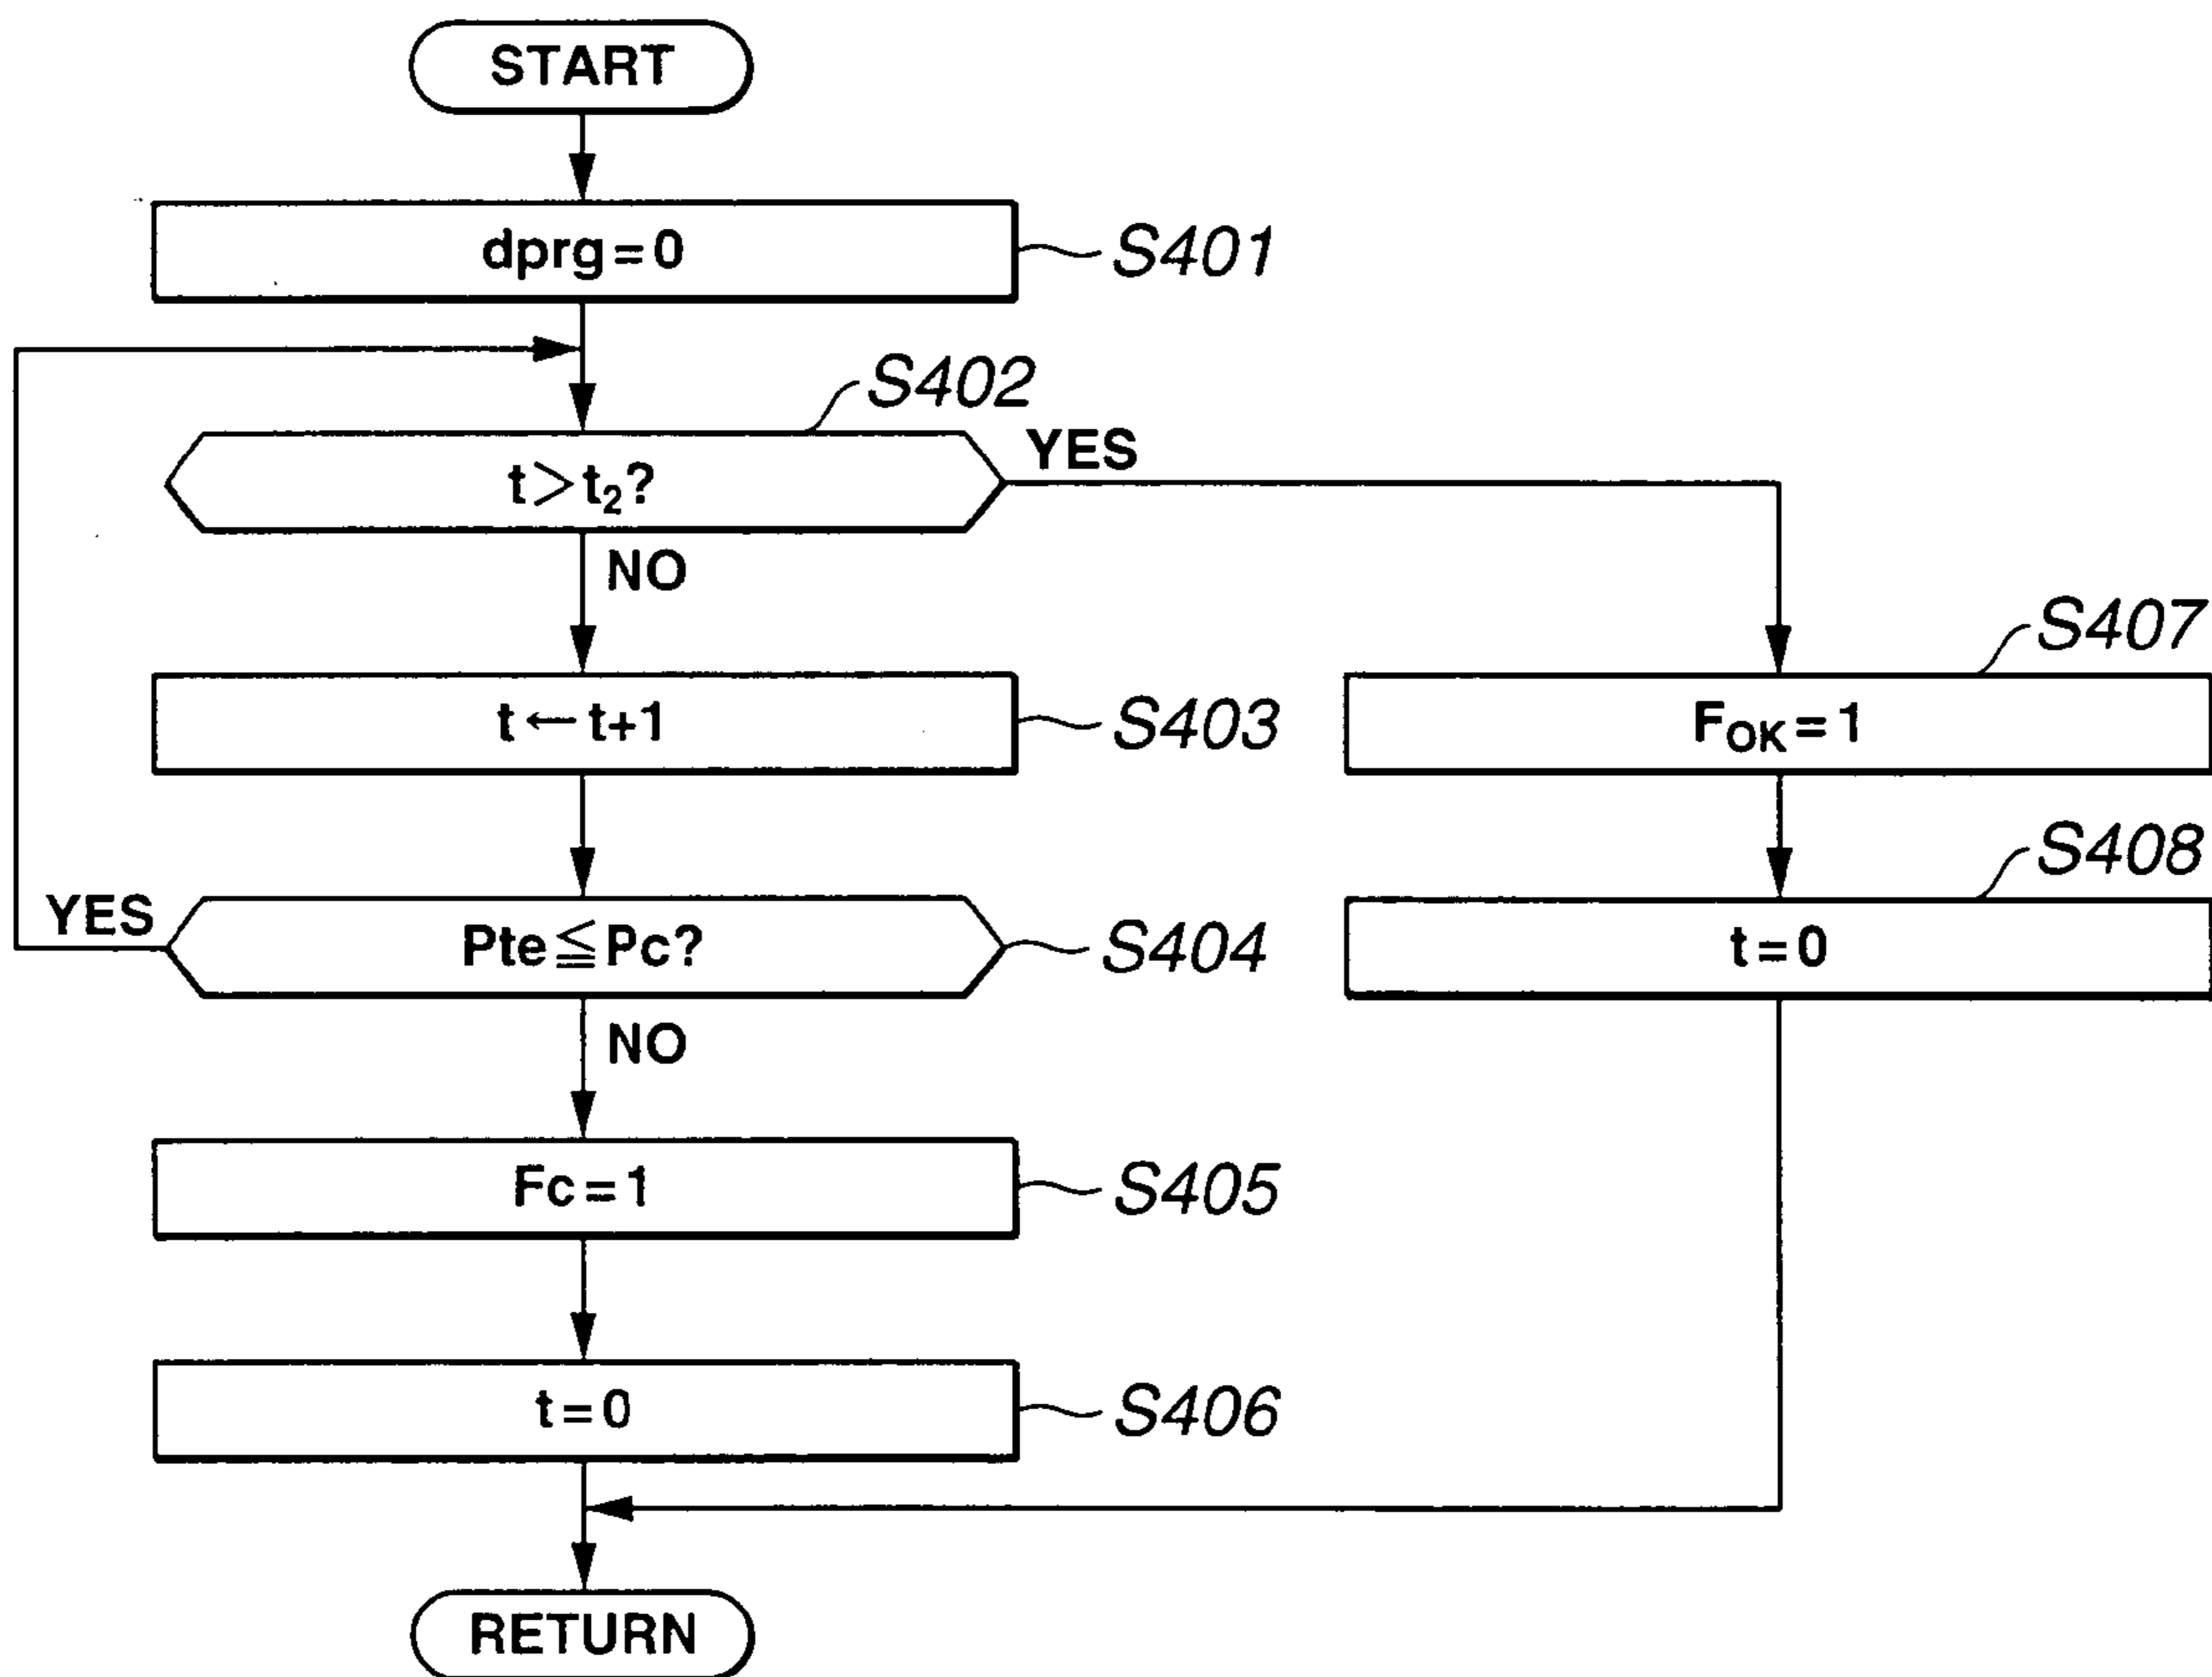 START
dprg=0
S401
S402
t>t₂?
YES
NO
t←t+1
S403
S407
F_OK=1
YES
Pte≦Pc?
S404
S408
t=0
NO
Fc=1
S405
t=0
S406
RETURN